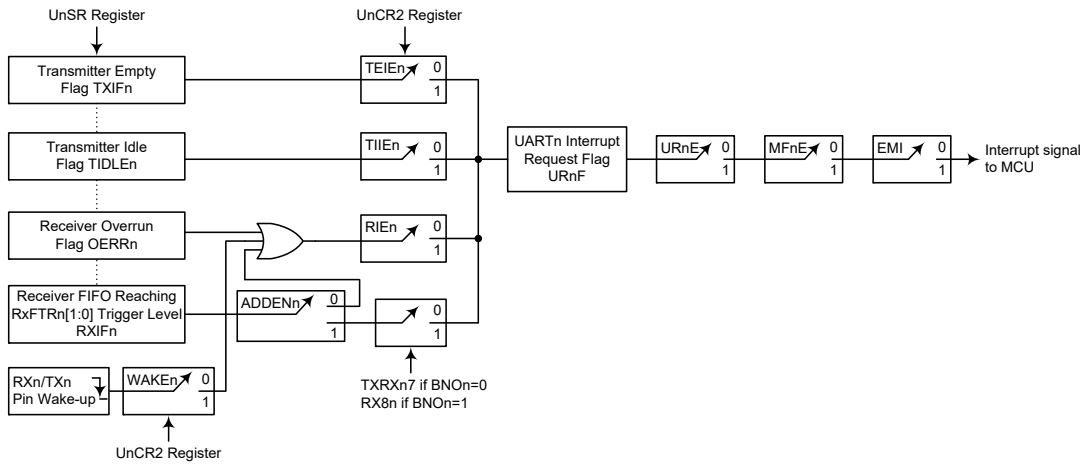 UnSR Register
UnCR2 Register
Transmitter Empty
Flag TXIFn
TEIEn
0
1
Transmitter Idle
Flag TIDLEn
TIIEn
0
1
UARTn Interrupt
Request Flag
URnF
URnE
0
1
MFnE
0
1
EMI
0
1
Interrupt signal
to MCU
Receiver Overrun
Flag OERRn
RIEn
0
1
Receiver FIFO Reaching
RxFTRn[1:0] Trigger Level
RXIFn
ADDENn
0
1
0
1
RXn/TXn
Pin Wake-up
WAKEn
0
1
TXRXn7 if BNOn=0
RX8n if BNOn=1
UnCR2 Register